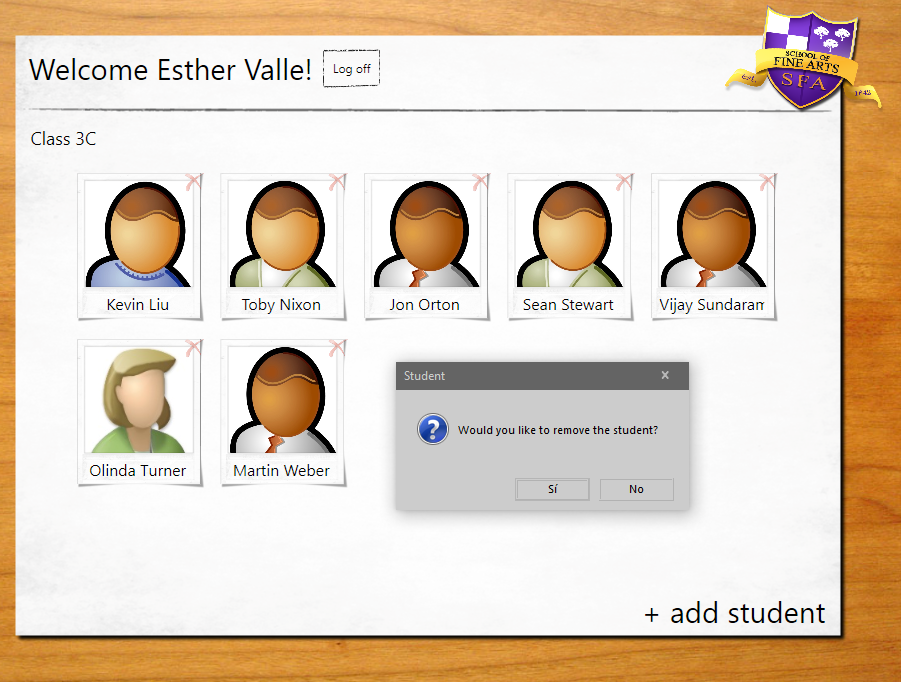 Welcome Esther Valle!
Log off
SCHOOL OF
FINE ARTS
SFA
Est.
1842
Class 3C
Kevin Liu
Toby Nixon
Jon Orton
Sean Stewart
Vijay Sundaram
Olinda Turner
Martin Weber
Student
Would you like to remove the student?
Sí
No
+ add student